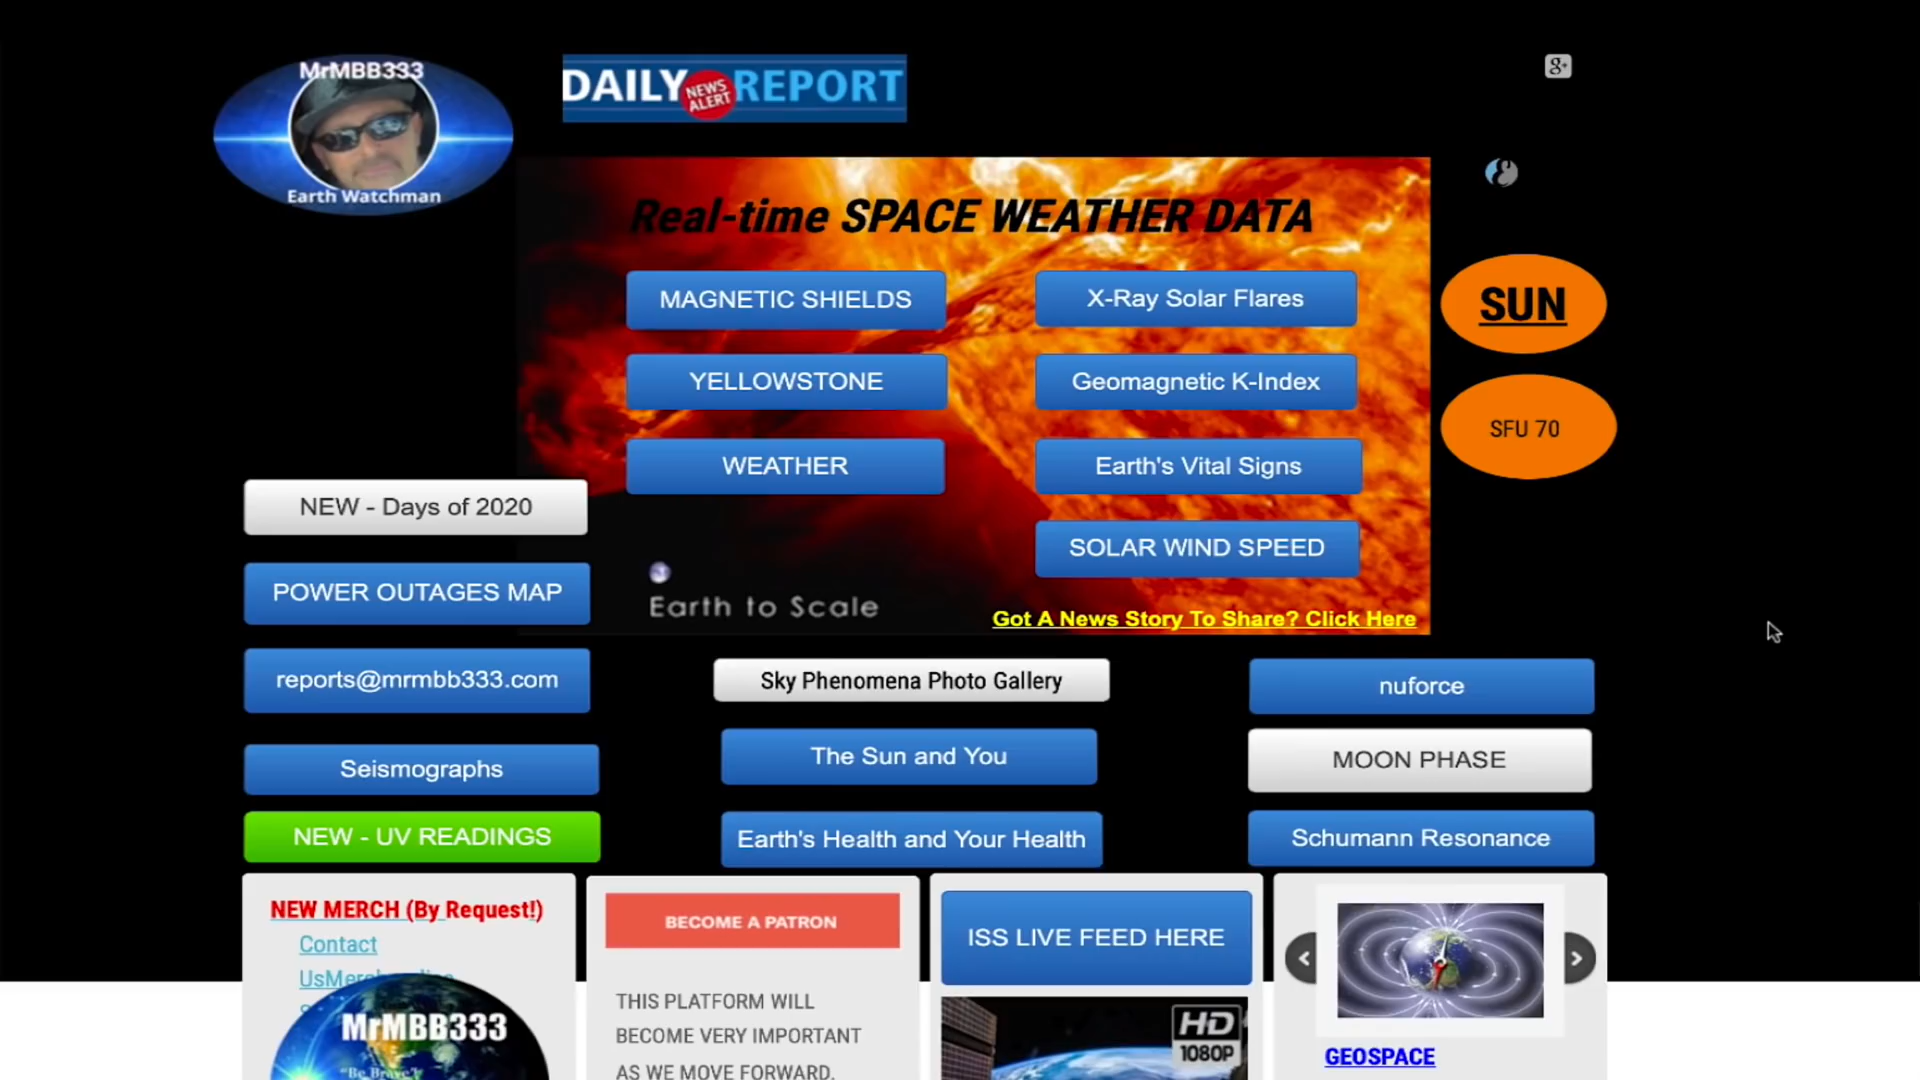 MrMBB333
Earth Watchman
DAILY NEWS ALERT REPORT
g+
Real-time SPACE WEATHER DATA
MAGNETIC SHIELDS
X-Ray Solar Flares
SUN
YELLOWSTONE
Geomagnetic K-Index
SFU 70
WEATHER
Earth's Vital Signs
NEW - Days of 2020
SOLAR WIND SPEED
POWER OUTAGES MAP
Earth to Scale
Got A News Story To Share? Click Here
reports@mrmbb333.com
Sky Phenomena Photo Gallery
nuforce
Seismographs
The Sun and You
MOON PHASE
NEW - UV READINGS
Earth's Health and Your Health
Schumann Resonance
NEW MERCH (By Request!)
Contact
MrMBB333
"Be Brave"
BECOME A PATRON
THIS PLATFORM WILL
BECOME VERY IMPORTANT
AS WE MOVE FORWARD.
ISS LIVE FEED HERE
HD
1080P
GEOSPACE